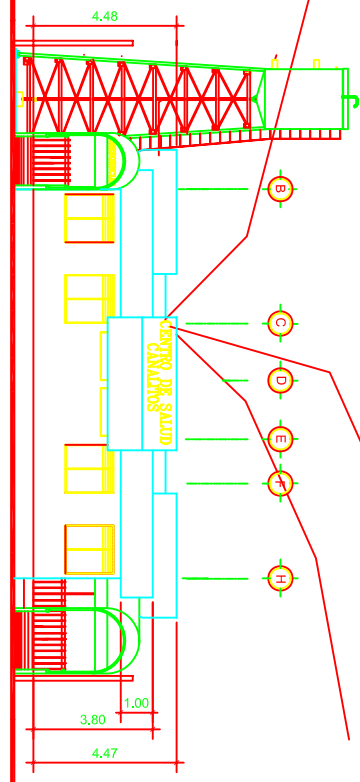 4.48
B
C
CENTRO DE SALUD
CANALITOS
D
E
F
H
1.00
3.80
4.47